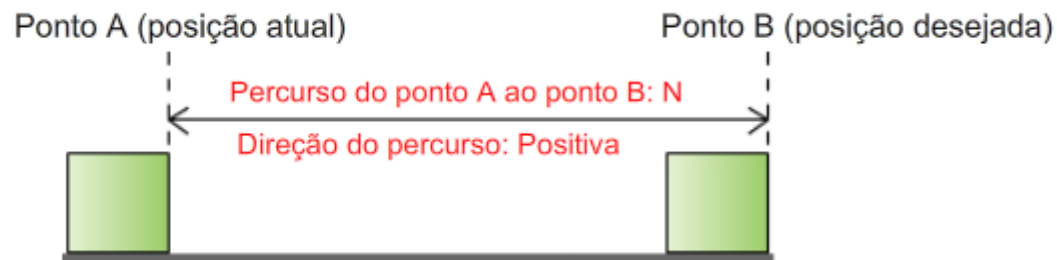 Ponto A (posição atual)
Ponto B (posição desejada)
Percurso do ponto A ao ponto B: N
Direção do percurso: Positiva